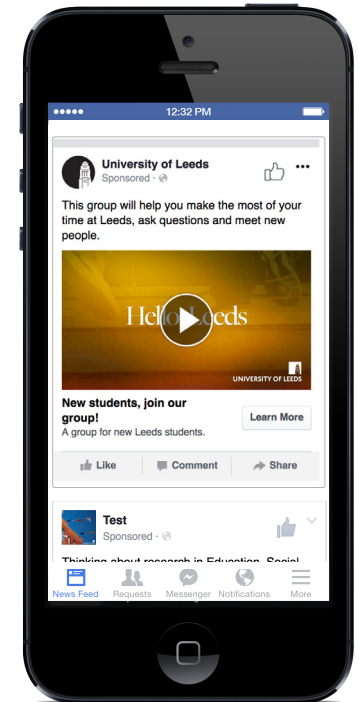 12:32 PM
University of Leeds
Sponsored ·
This group will help you make the most of your
time at Leeds, ask questions and meet new
people.
Hello Leeds
UNIVERSITY OF LEEDS
New students, join our
group!
Learn More
A group for new Leeds students.
Like Comment Share
Test
Sponsored ·
Thinking about research in Education, Social
News Feed Requests Messenger Notifications More